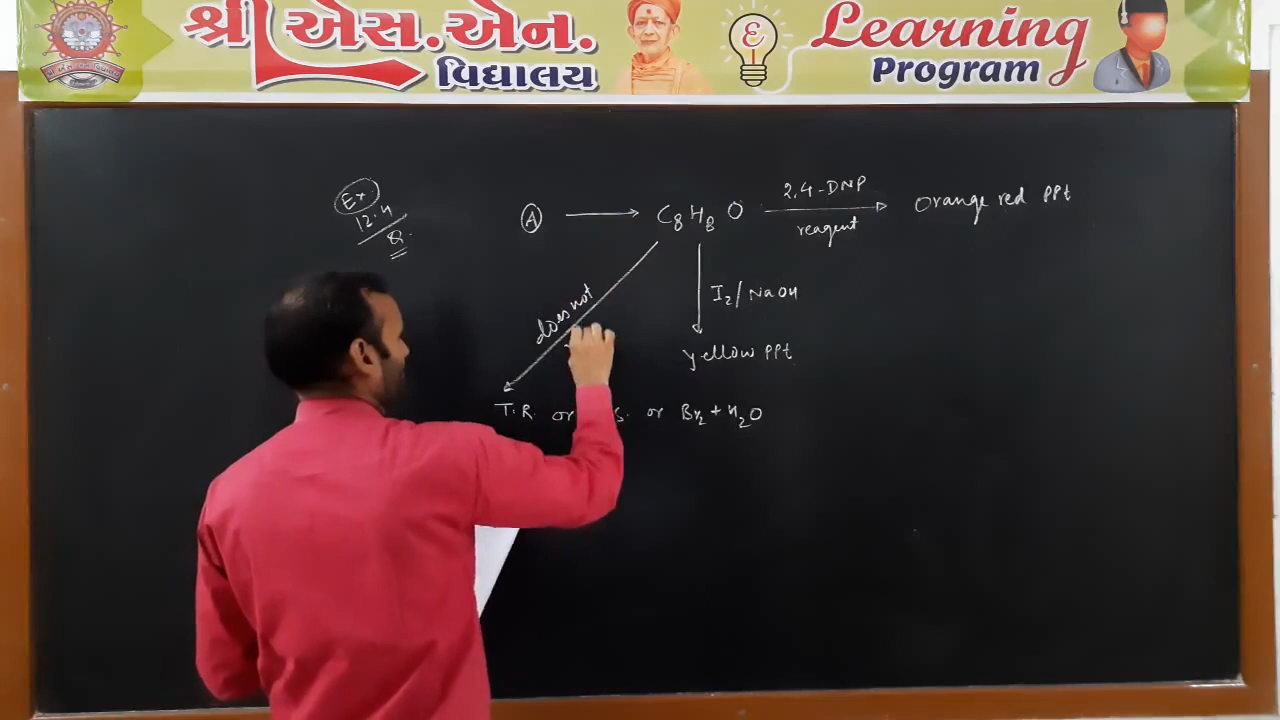 શ્રી એસ.એન.
વિદ્યાલય
Learning
Program
Ex.
12.4
8.
A → C8H8O
2,4-DNP
reagent
Orange red PPt
I2/NaOH
yellow PPt
does not
T.R. or S. or Br2 + H2O